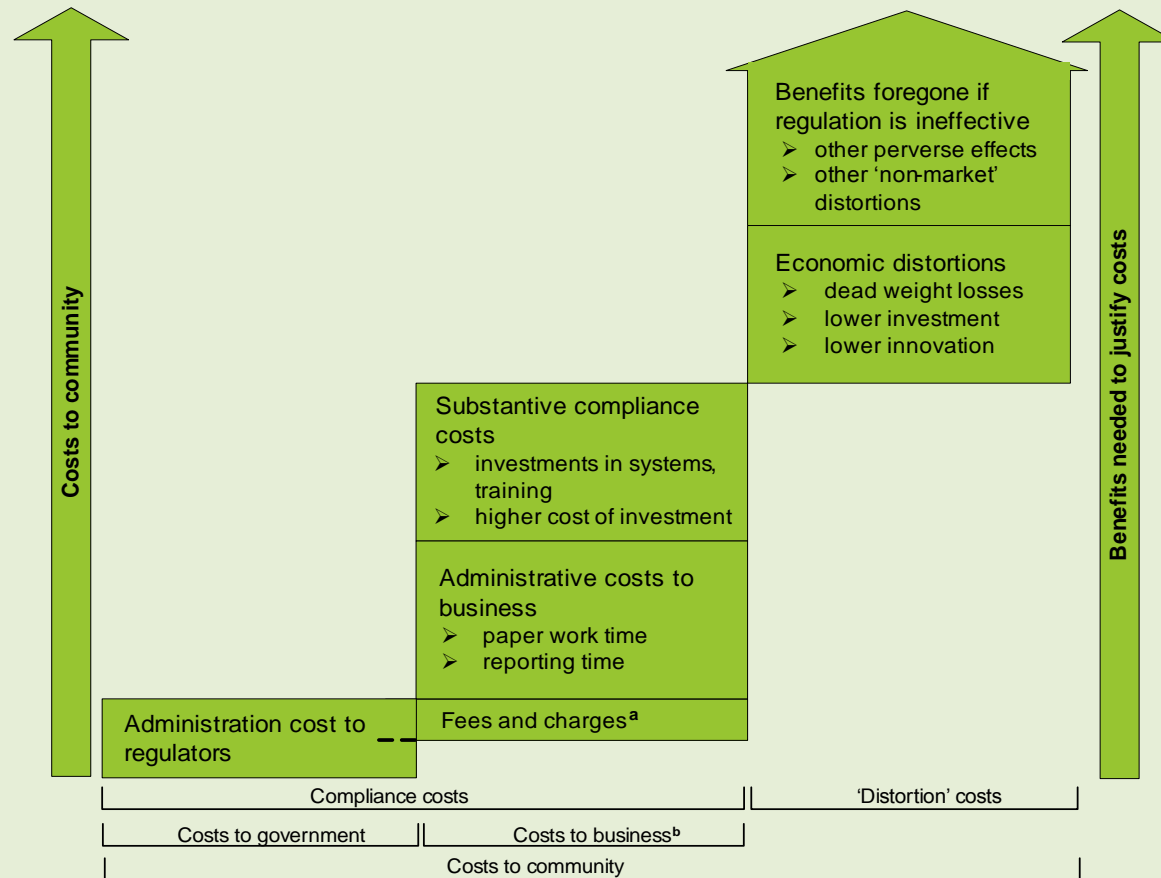 Costs to community
Benefits foregone if
regulation is ineffective
➢ other perverse effects
➢ other ‘non-market’
distortions
Economic distortions
➢ dead weight losses
➢ lower investment
➢ lower innovation
Benefits needed to justify costs
Substantive compliance
costs
➢ investments in systems,
training
➢ higher cost of investment
Administrative costs to
business
➢ paper work time
➢ reporting time
Administration cost to
regulators
Fees and charges a
Compliance costs
‘Distortion’ costs
Costs to government
Costs to business b
Costs to community